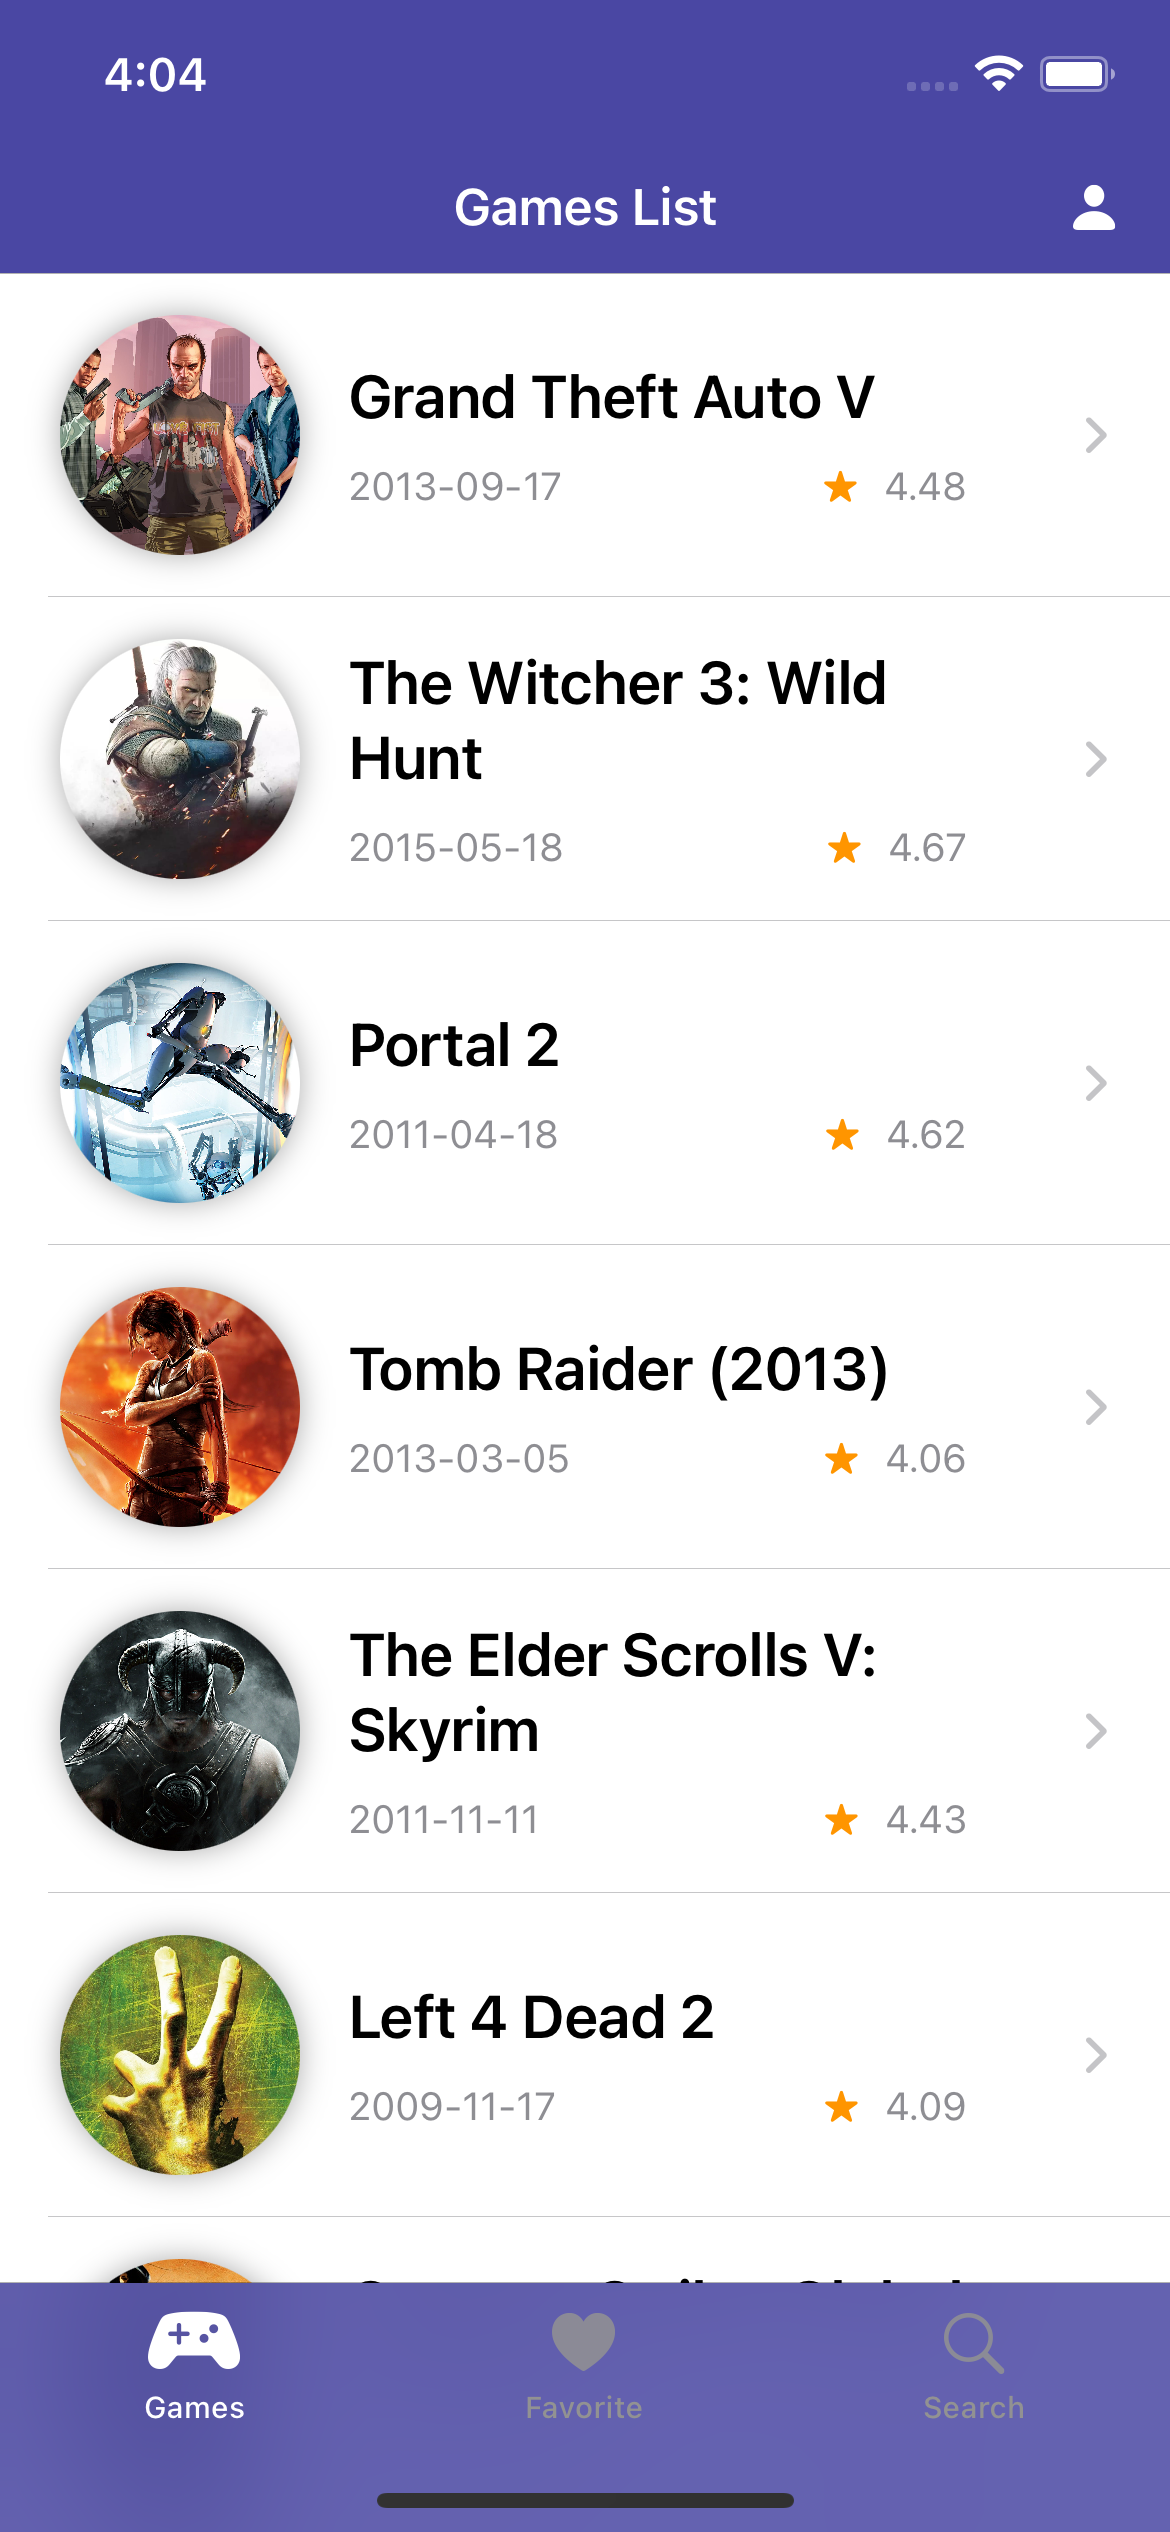 4:04
Games List
Grand Theft Auto V
2013-09-17 4.48
The Witcher 3: Wild
Hunt
2015-05-18 4.67
Portal 2
2011-04-18 4.62
Tomb Raider (2013)
2013-03-05 4.06
The Elder Scrolls V:
Skyrim
2011-11-11 4.43
Left 4 Dead 2
2009-11-17 4.09
Games Favorite Search